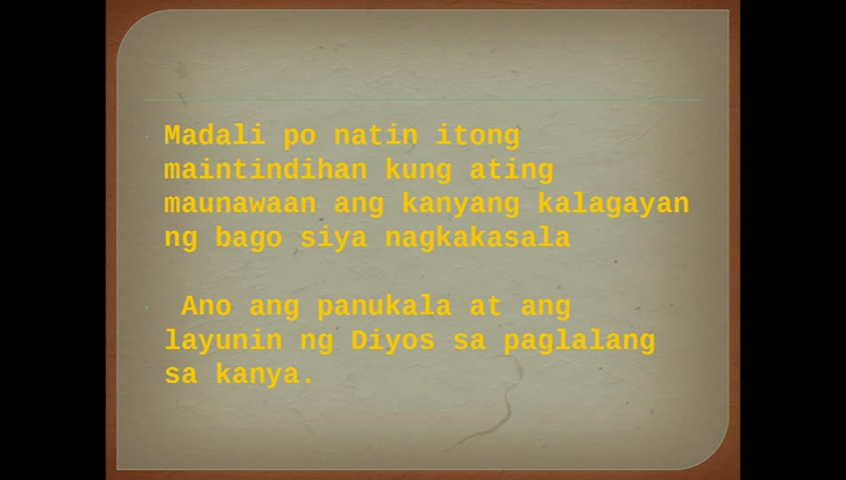 Madali po natin itong
maintindihan kung ating
maunawaan ang kanyang kalagayan
ng bago siya nagkakasala
Ano ang panukala at ang
layunin ng Diyos sa paglalang
sa kanya.